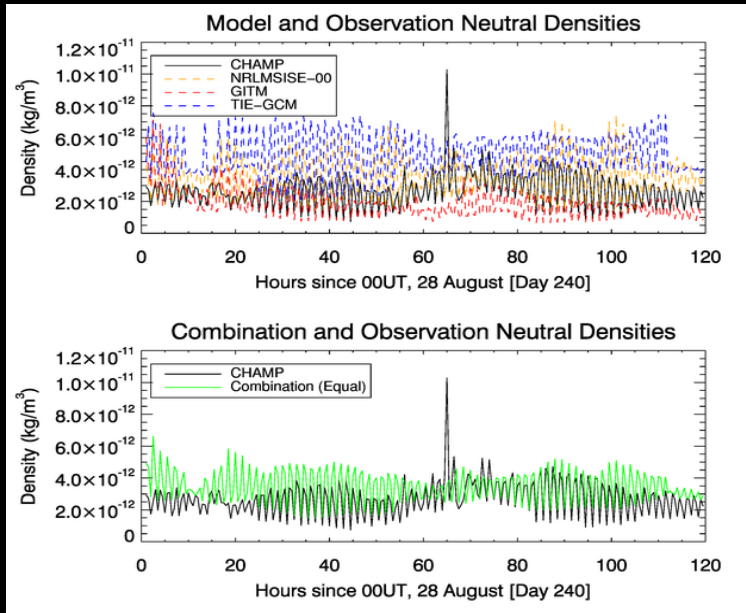 Model and Observation Neutral Densities
1.2×10⁻¹¹
1.0×10⁻¹¹
8.0×10⁻¹²
6.0×10⁻¹²
4.0×10⁻¹²
2.0×10⁻¹²
0
Density (kg/m³)
CHAMP
NRLMSISE-00
GITM
TIE-GCM
0 20 40 60 80 100 120
Hours since 00UT, 28 August [Day 240]
Combination and Observation Neutral Densities
1.2×10⁻¹¹
1.0×10⁻¹¹
8.0×10⁻¹²
6.0×10⁻¹²
4.0×10⁻¹²
2.0×10⁻¹²
0
Density (kg/m³)
CHAMP
Combination (Equal)
0 20 40 60 80 100 120
Hours since 00UT, 28 August [Day 240]